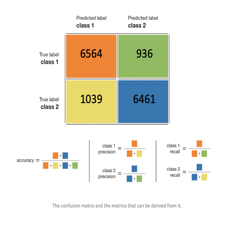 Predicted label Predicted label
class 1 class 2
True label
class 1
6564 936
True label
class 2
1039 6461
accuracy = +
+ + +
class 1
precision = 
+
class 2
precision = 
+
class 1
recall = 
+
class 2
recall = 
+
The confusion matrix and the metrics that can be derived from it.